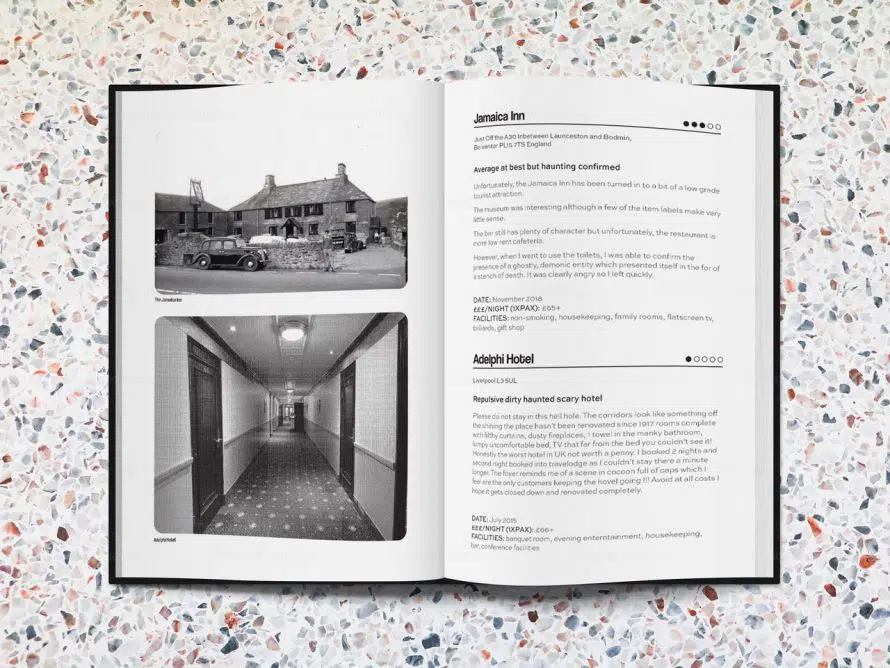 The Jamaica Inn
Adelphi Hotel
Jamaica Inn
Just Off the A30 Inbetween Launceston and Bodmin,
Bolventor PL15 7TS England
Average at best but haunting confirmed
Unfortunately, the Jamaica Inn has been turned in to a bit of a low grade
tourist attraction.
The museum was interesting although a few of the item labels make very
little sense.
The bar still has plenty of character but unfortunately, the restaurant is
more low rent cafeteria.
However, when I went to use the toilets, I was able to confirm the
presence of a ghostly, demonic entity which presented itself in the for of
a stench of death. It was clearly angry so I left quickly.
DATE: November 2018
£££/NIGHT (1XPAX): £65+
FACILITIES: non-smoking, housekeeping, family rooms, flatscreen tv,
billiards, gift shop
Adelphi Hotel
Liverpool L3 5UL
Repulsive dirty haunted scary hotel
Please do not stay in this hell hole. The corridors look like something off
the shining the place hasn't been renovated since 1917 rooms complete
with filthy curtains, dusty fireplaces, 1 towel in the manky bathroom,
lumpy uncomfortable bed, TV that far from the bed you couldn't see it!
Honestly the worst hotel in UK not worth a penny. I booked 2 nights and
second night booked into travelodge as I couldn't stay there a minute
longer. The foyer reminds me of a scene in cocoon full of oaps which I
feel are the only customers keeping the hovel going !!! Avoid at all costs I
hope it gets closed down and renovated completely.
DATE: July 2015
£££/NIGHT (1XPAX): £66+
FACILITIES: banquet room, evening enterntainment, housekeeping,
bar, conference facilities